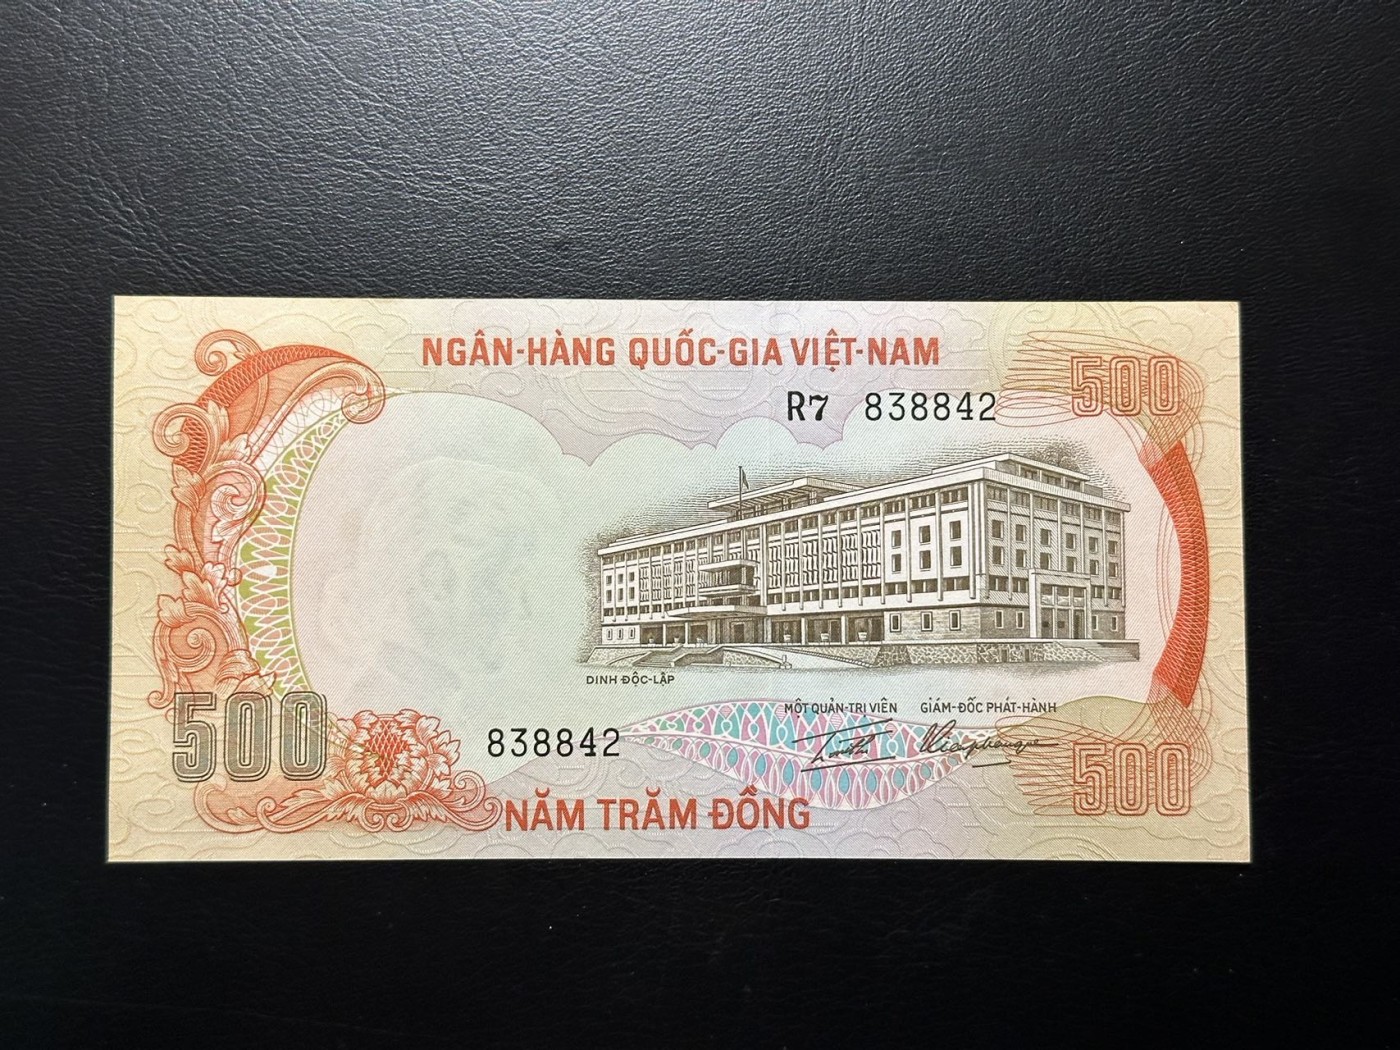 NGÂN-HÀNG QUỐC-GIA VIỆT-NAM
500
R7 838842
DINH ĐỘC-LẬP
MỘT QUẢN-TRỊ VIÊN GIÁM-ĐỐC PHÁT-HÀNH
500
838842
500
NĂM TRĂM ĐỒNG